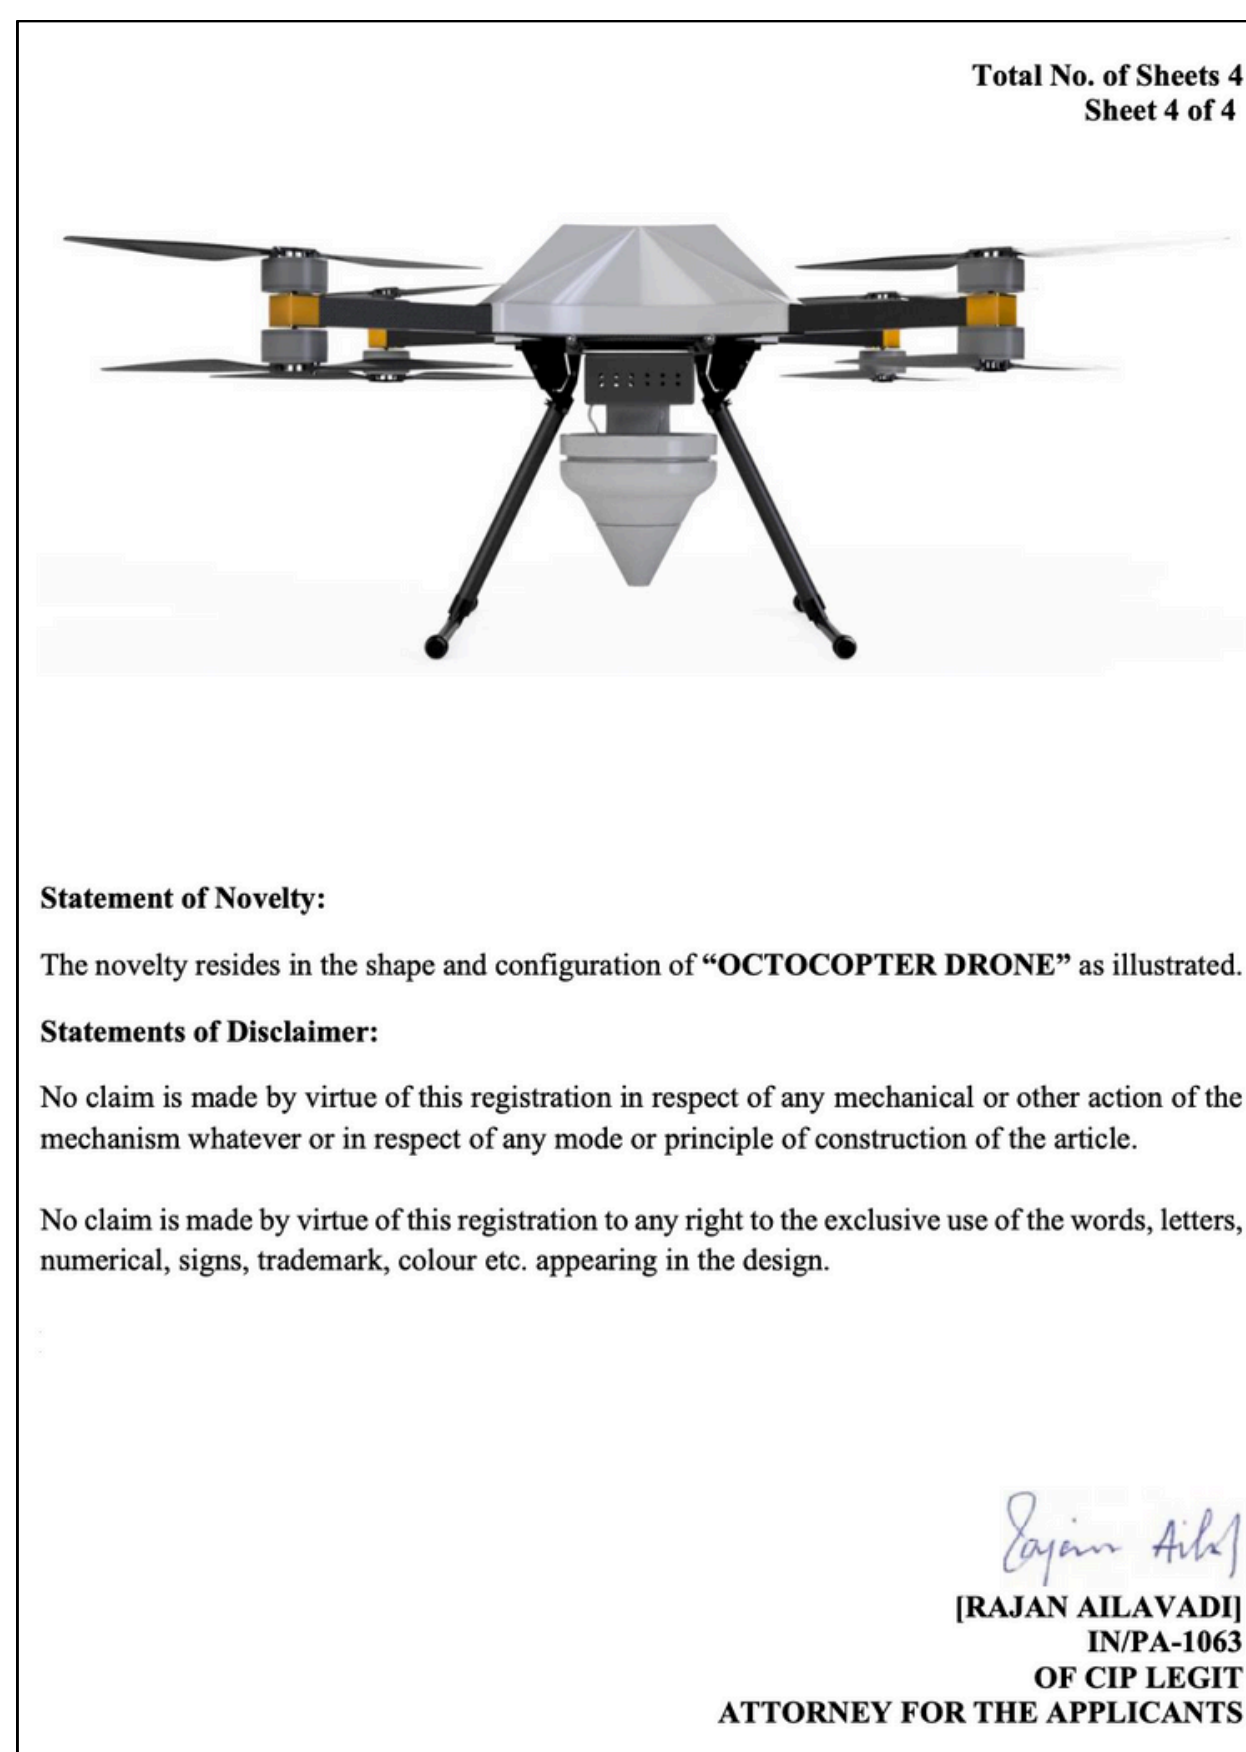 Total No. of Sheets 4
Sheet 4 of 4
Statement of Novelty:
The novelty resides in the shape and configuration of “OCTOCOPTER DRONE” as illustrated.
Statements of Disclaimer:
No claim is made by virtue of this registration in respect of any mechanical or other action of the
mechanism whatever or in respect of any mode or principle of construction of the article.
No claim is made by virtue of this registration to any right to the exclusive use of the words, letters,
numerical, signs, trademark, colour etc. appearing in the design.
Rajan Ail
[RAJAN AILAVADI]
IN/PA-1063
OF CIP LEGIT
ATTORNEY FOR THE APPLICANTS